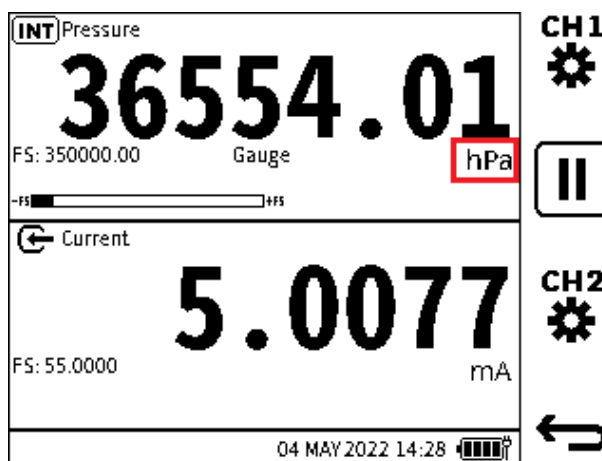 INT Pressure
36554.01
FS: 350000.00 Gauge hPa
-FS +FS
Current
5.0077
FS: 55.0000 mA
04 MAY 2022 14:28
CH1
CH2